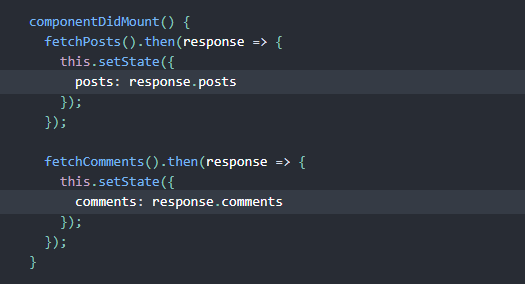 componentDidMount() {
  fetchPosts().then(response => {
    this.setState({
      posts: response.posts
    });
  });

  fetchComments().then(response => {
    this.setState({
      comments: response.comments
    });
  });
}